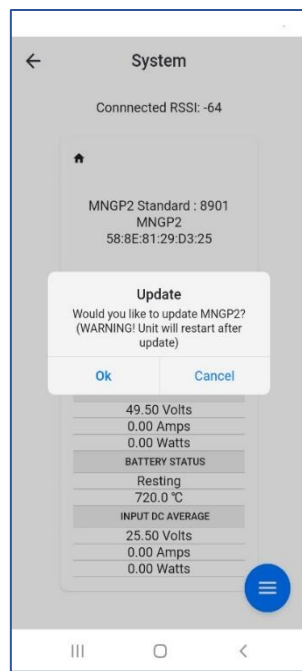 System
Connnected RSSI: -64
MNGP2 Standard : 8901
MNGP2
58:8E:81:29:D3:25
Update
Would you like to update MNGP2?
(WARNING! Unit will restart after
update)
Ok
Cancel
49.50 Volts
0.00 Amps
0.00 Watts
BATTERY STATUS
Resting
720.0 °C
INPUT DC AVERAGE
25.50 Volts
0.00 Amps
0.00 Watts